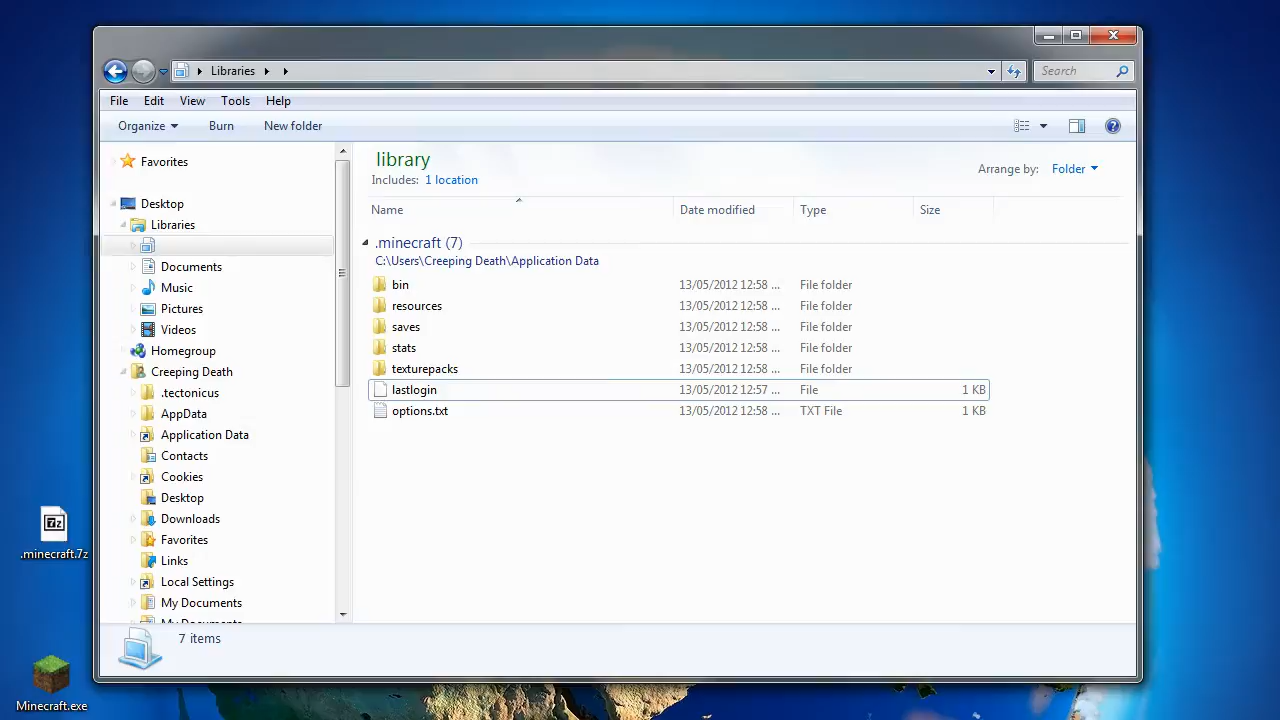 Libraries
Search
File Edit View Tools Help
Organize Burn New folder
Favorites
Desktop
Libraries
Documents
Music
Pictures
Videos
Homegroup
Creeping Death
.tectonicus
AppData
Application Data
Contacts
Cookies
Desktop
Downloads
Favorites
Links
Local Settings
My Documents
library
Includes: 1 location
Arrange by: Folder
Name Date modified Type Size
.minecraft (7)
C:\Users\Creeping Death\Application Data
bin 13/05/2012 12:58 ... File folder
resources 13/05/2012 12:58 ... File folder
saves 13/05/2012 12:58 ... File folder
stats 13/05/2012 12:58 ... File folder
texturepacks 13/05/2012 12:58 ... File folder
lastlogin 13/05/2012 12:57 ... File 1 KB
options.txt 13/05/2012 12:58 ... TXT File 1 KB
7 items
7z
.minecraft.7z
Minecraft.exe